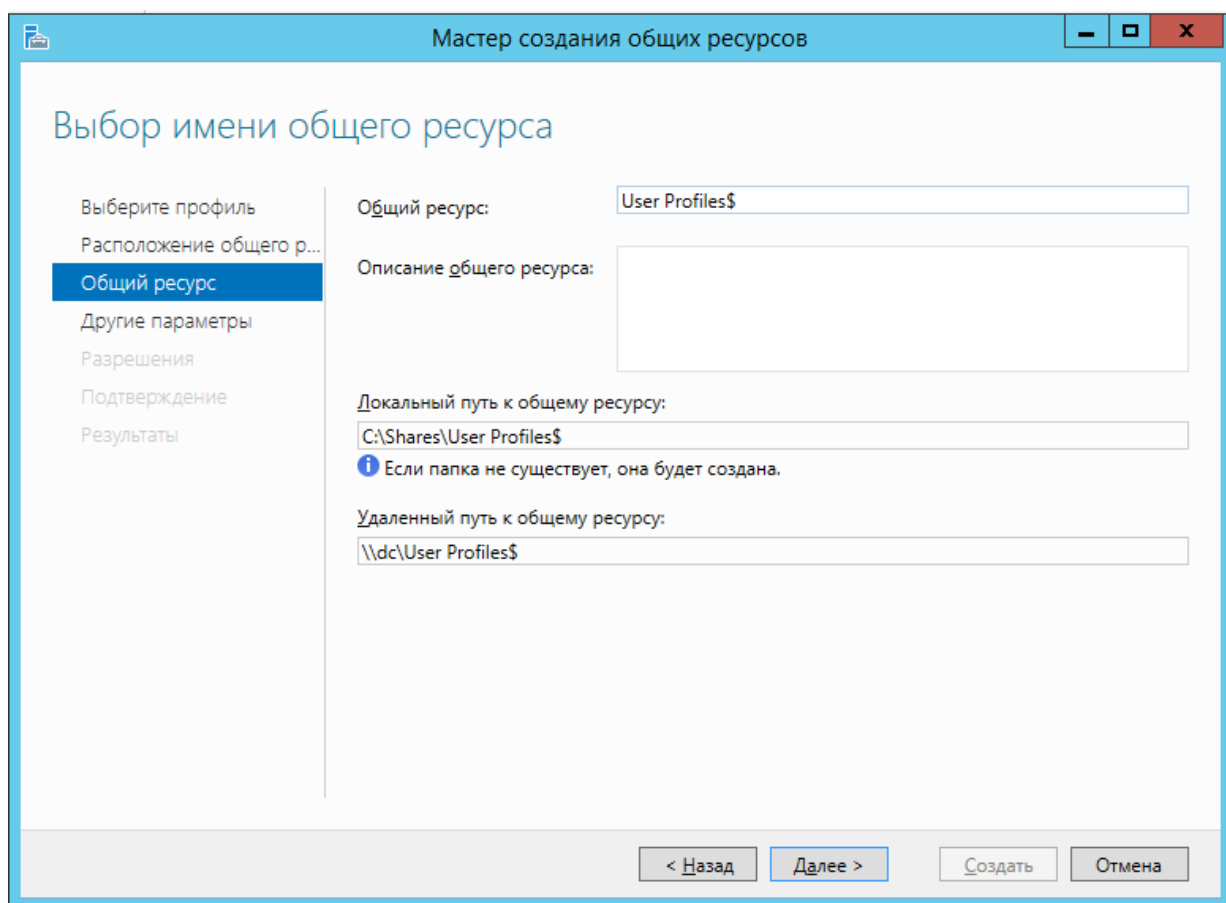 Мастер создания общих ресурсов
Выбор имени общего ресурса
Выберите профиль
Расположение общего р...
Общий ресурс
Другие параметры
Разрешения
Подтверждение
Результаты
Общий ресурс:
User Profiles$
Описание общего ресурса:
Локальный путь к общему ресурсу:
C:\Shares\User Profiles$
Если папка не существует, она будет создана.
Удаленный путь к общему ресурсу:
\\dc\User Profiles$
< Назад
Далее >
Создать
Отмена